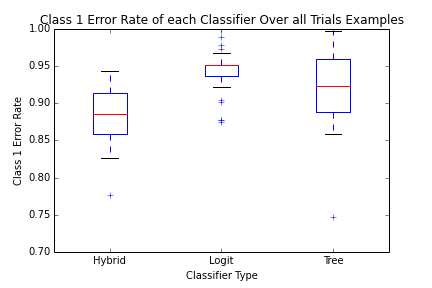 Class 1 Error Rate of each Classifier Over all Trials Examples
1.00
0.95
0.90
0.85
0.80
0.75
0.70
Class 1 Error Rate
Hybrid Logit Tree
Classifier Type